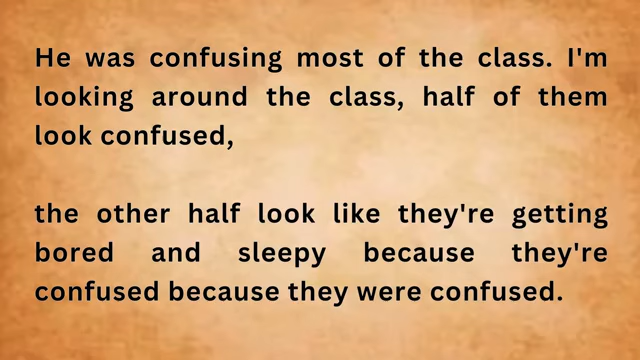 He was confusing most of the class. I'm
looking around the class, half of them
look confused,
the other half look like they're getting
bored and sleepy because they're
confused because they were confused.